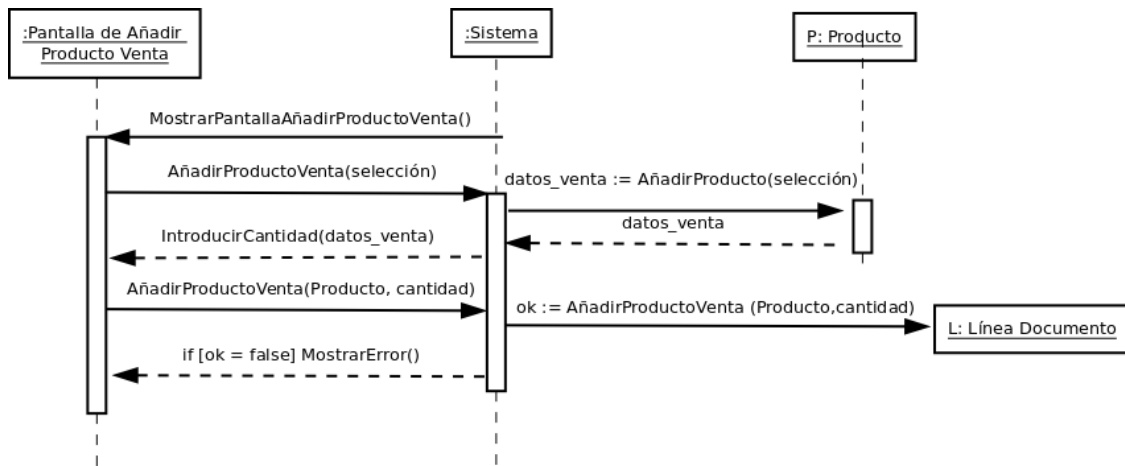 :Pantalla de Añadir
Producto Venta
:Sistema
P: Producto
MostrarPantallaAñadirProductoVenta()
AñadirProductoVenta(selección)
datos_venta := AñadirProducto(selección)
datos_venta
IntroducirCantidad(datos_venta)
AñadirProductoVenta(Producto, cantidad)
ok := AñadirProductoVenta (Producto,cantidad)
L: Línea Documento
if [ok = false] MostrarError()